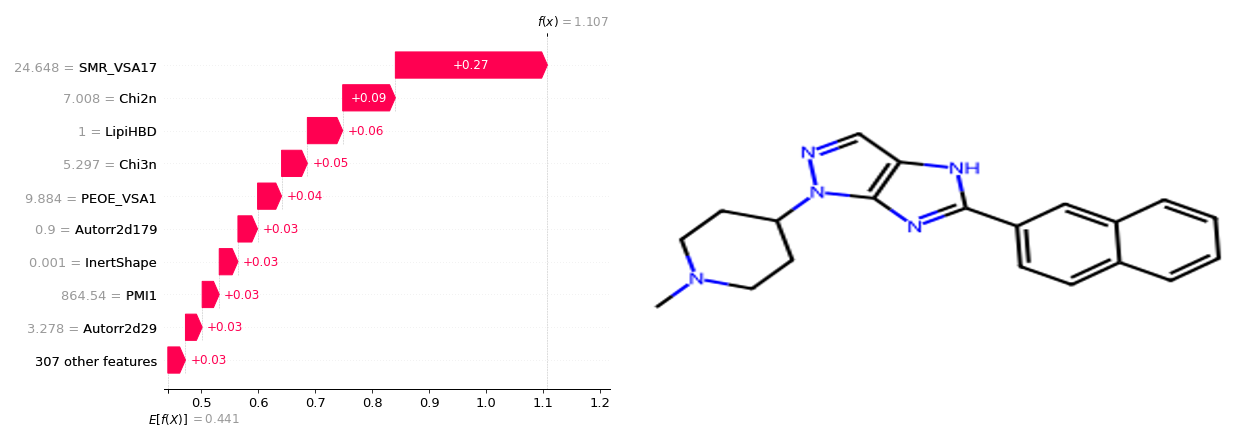 f(x) = 1.107
24.648 = SMR_VSA17
+0.27
7.008 = Chi2n
+0.09
1 = LipiHBD
+0.06
5.297 = Chi3n
+0.05
9.884 = PEOE_VSA1
+0.04
0.9 = Autorr2d179
+0.03
0.001 = InertShape
+0.03
864.54 = PMI1
+0.03
3.278 = Autorr2d29
+0.03
307 other features
+0.03
0.5 0.6 0.7 0.8 0.9 1.0 1.1 1.2
E[f(X)] = 0.441
N
NH
N
N
N